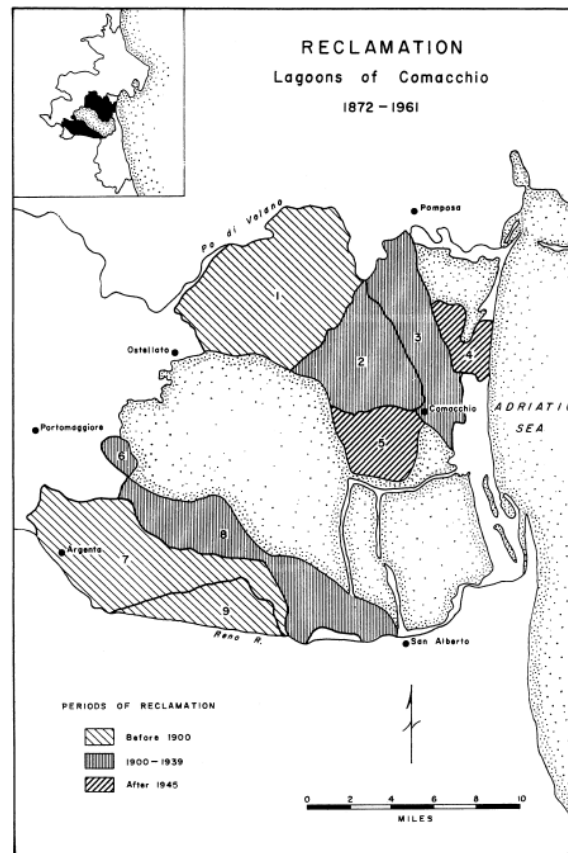 RECLAMATION
Lagoons of Comacchio
1872 – 1961
Pomposa
Po di Volano
1
3
4
Ostellato
2
Comacchio
ADRIATIC
SEA
Portomaggiore
5
6
8
Argenta
7
9
Reno R.
San Alberto
PERIODS OF RECLAMATION
Before 1900
1900 – 1939
After 1945
0 2 4 6 8 10
MILES